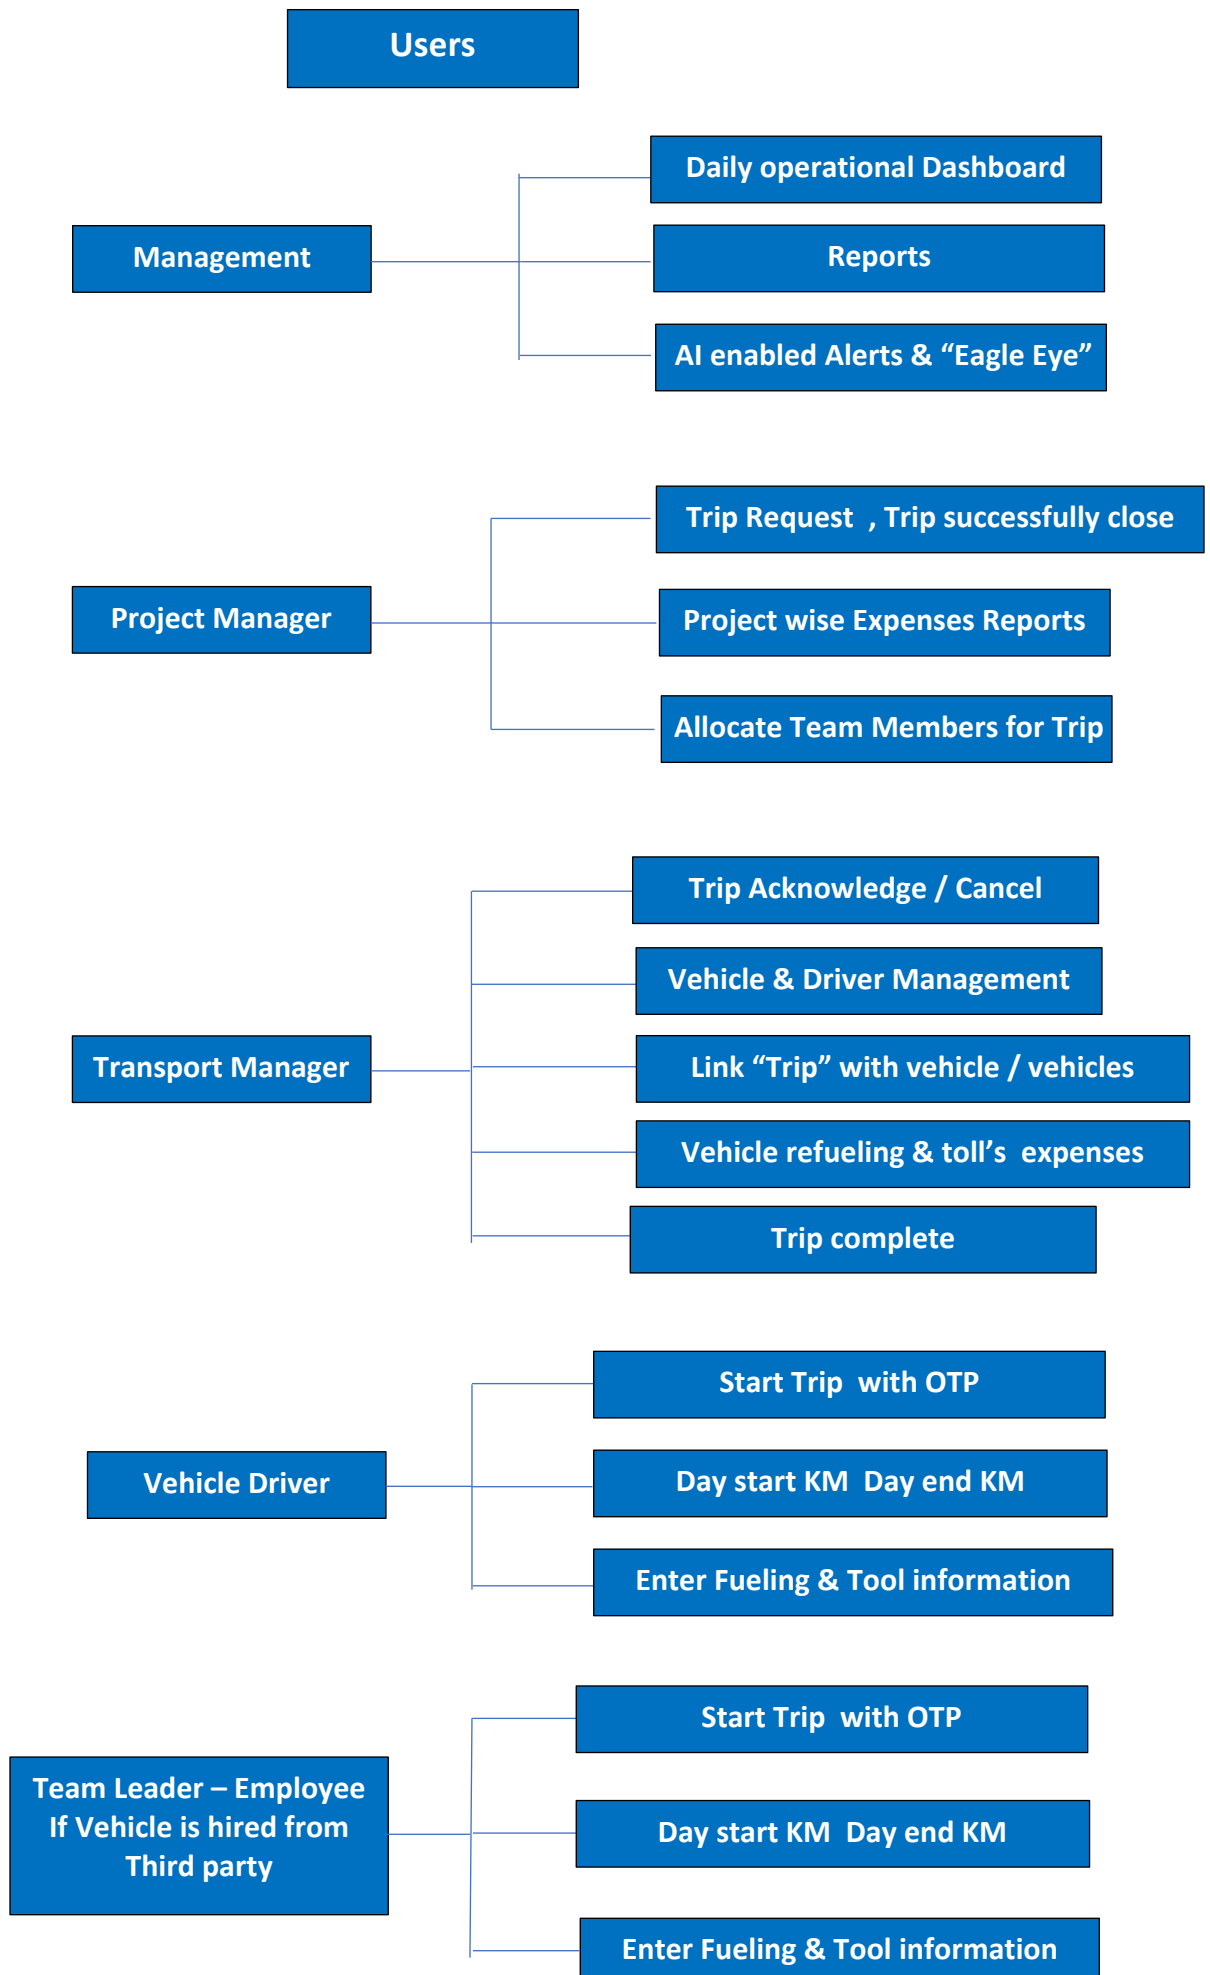 Users
Daily operational Dashboard
Management
Reports
AI enabled Alerts & “Eagle Eye”
Trip Request , Trip successfully close
Project Manager
Project wise Expenses Reports
Allocate Team Members for Trip
Trip Acknowledge / Cancel
Vehicle & Driver Management
Transport Manager
Link “Trip” with vehicle / vehicles
Vehicle refueling & toll’s expenses
Trip complete
Start Trip with OTP
Vehicle Driver
Day start KM Day end KM
Enter Fueling & Tool information
Start Trip with OTP
Team Leader – Employee
If Vehicle is hired from
Third party
Day start KM Day end KM
Enter Fueling & Tool information